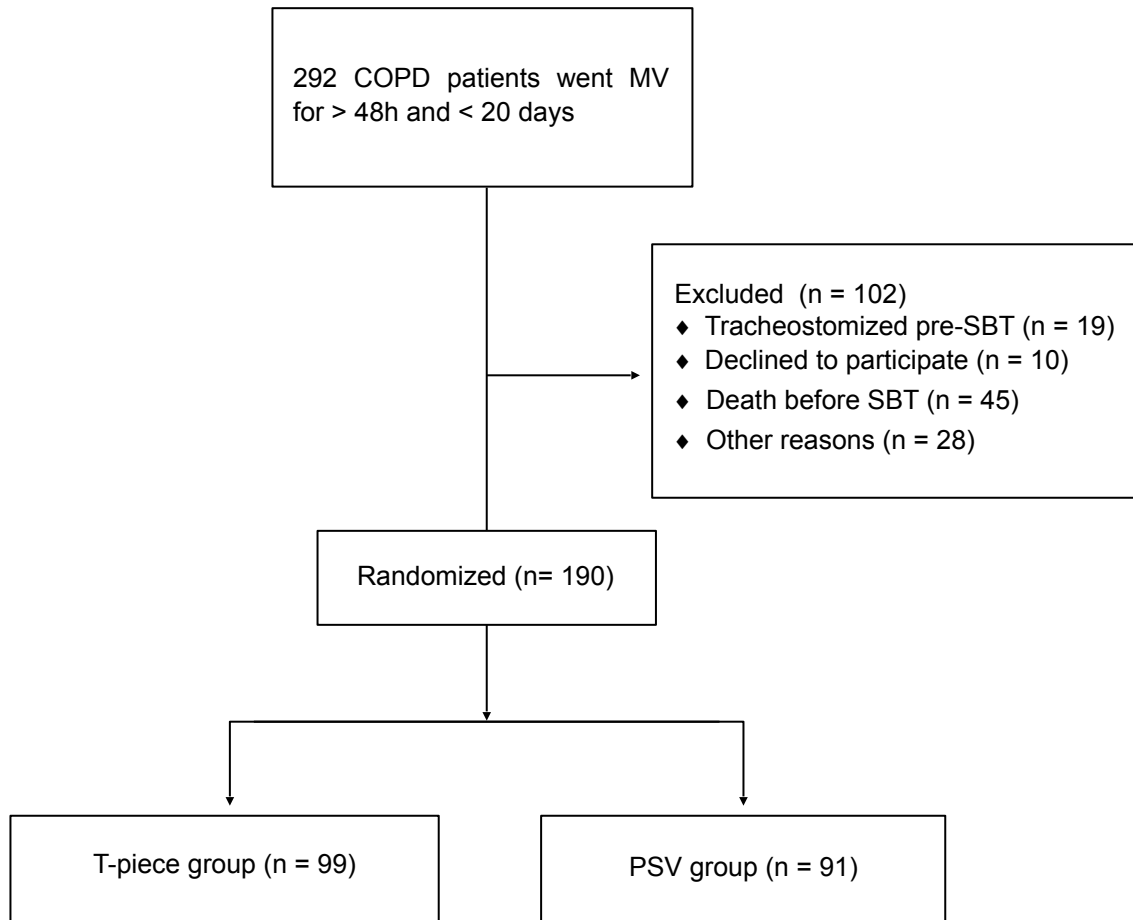 292 COPD patients went MV
for > 48h and < 20 days
Excluded (n = 102)
♦ Tracheostomized pre-SBT (n = 19)
♦ Declined to participate (n = 10)
♦ Death before SBT (n = 45)
♦ Other reasons (n = 28)
Randomized (n= 190)
T-piece group (n = 99)
PSV group (n = 91)